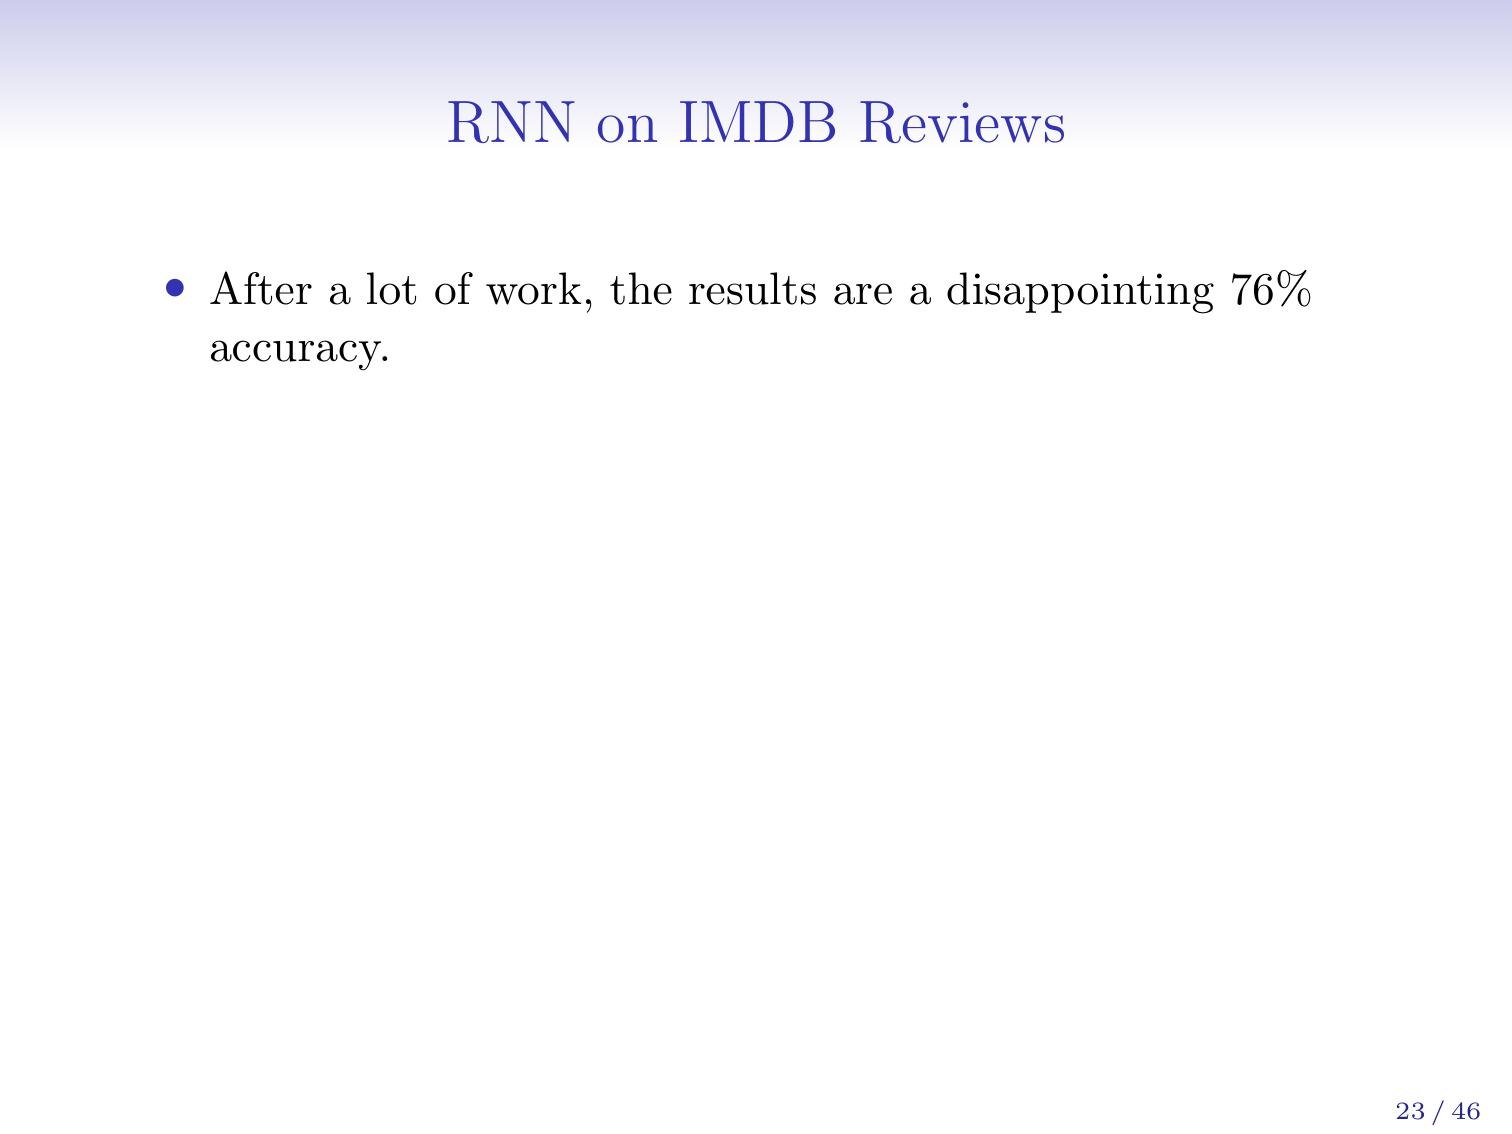 RNN on IMDB Reviews
• After a lot of work, the results are a disappointing 76%
accuracy.
23 / 46